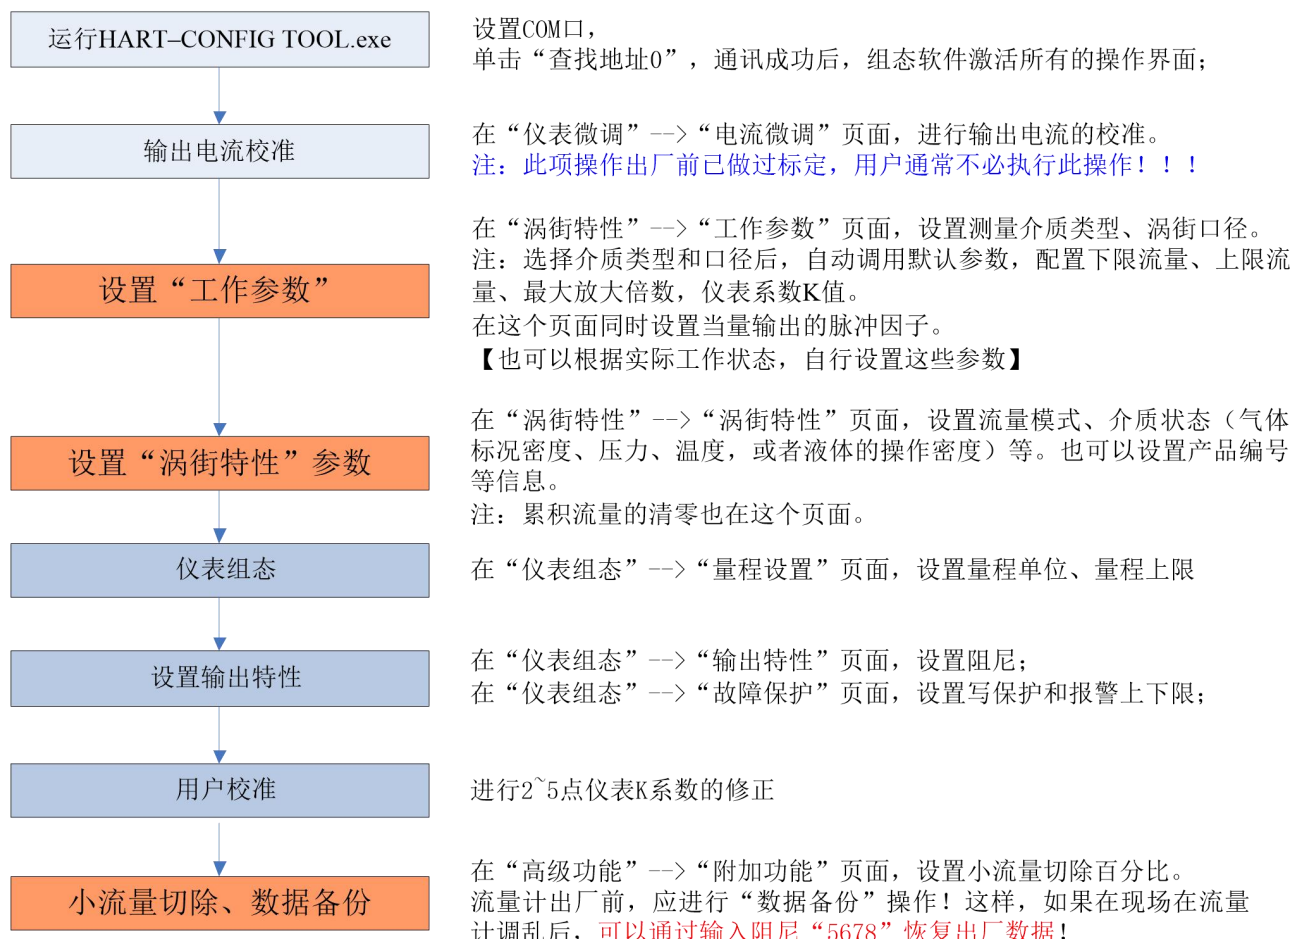 运行HART-CONFIG TOOL.exe
设置COM口，
单击“查找地址0”，通讯成功后，组态软件激活所有的操作界面；
输出电流校准
在“仪表微调”-->“电流微调”页面，进行输出电流的校准。
注：此项操作出厂前已做过标定，用户通常不必执行此操作！！！
设置“工作参数”
在“涡街特性”-->“工作参数”页面，设置测量介质类型、涡街口径。
注：选择介质类型和口径后，自动调用默认参数，配置下限流量、上限流
量、最大放大倍数，仪表系数K值。
在这个页面同时设置当量输出的脉冲因子。
【也可以根据实际工作状态，自行设置这些参数】
设置“涡街特性”参数
在“涡街特性”-->“涡街特性”页面，设置流量模式、介质状态（气体
标况密度、压力、温度，或者液体的操作密度）等。也可以设置产品编号
等信息。
注：累积流量的清零也在这个页面。
仪表组态
在“仪表组态”-->“量程设置”页面，设置量程单位、量程上限
设置输出特性
在“仪表组态”-->“输出特性”页面，设置阻尼；
在“仪表组态”-->“故障保护”页面，设置写保护和报警上下限；
用户校准
进行2~5点仪表K系数的修正
小流量切除、数据备份
在“高级功能”-->“附加功能”页面，设置小流量切除百分比。
流量计出厂前，应进行“数据备份”操作！这样，如果在现场在流量
计调乱后，可以通过输入阻尼“5678”恢复出厂数据！